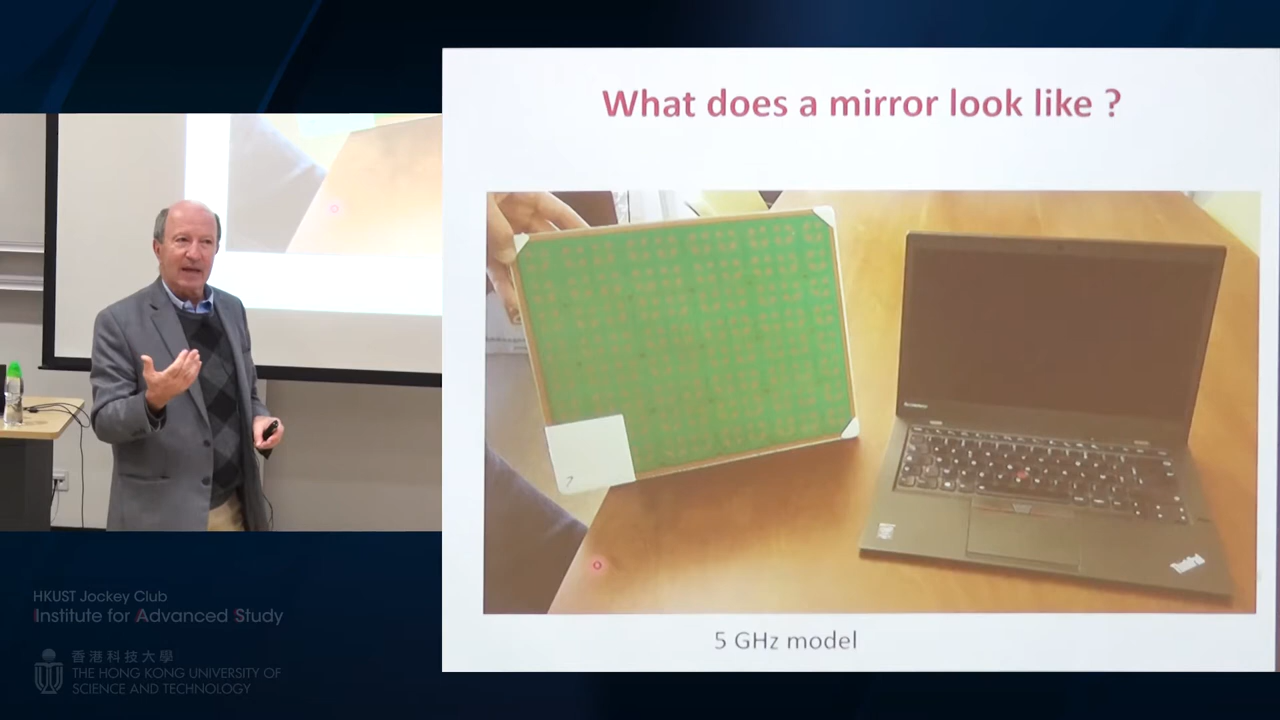 What does a mirror look like ?
7
ThinkPad
5 GHz model
HKUST Jockey Club
Institute for Advanced Study
香港科技大學
THE HONG KONG UNIVERSITY OF
SCIENCE AND TECHNOLOGY